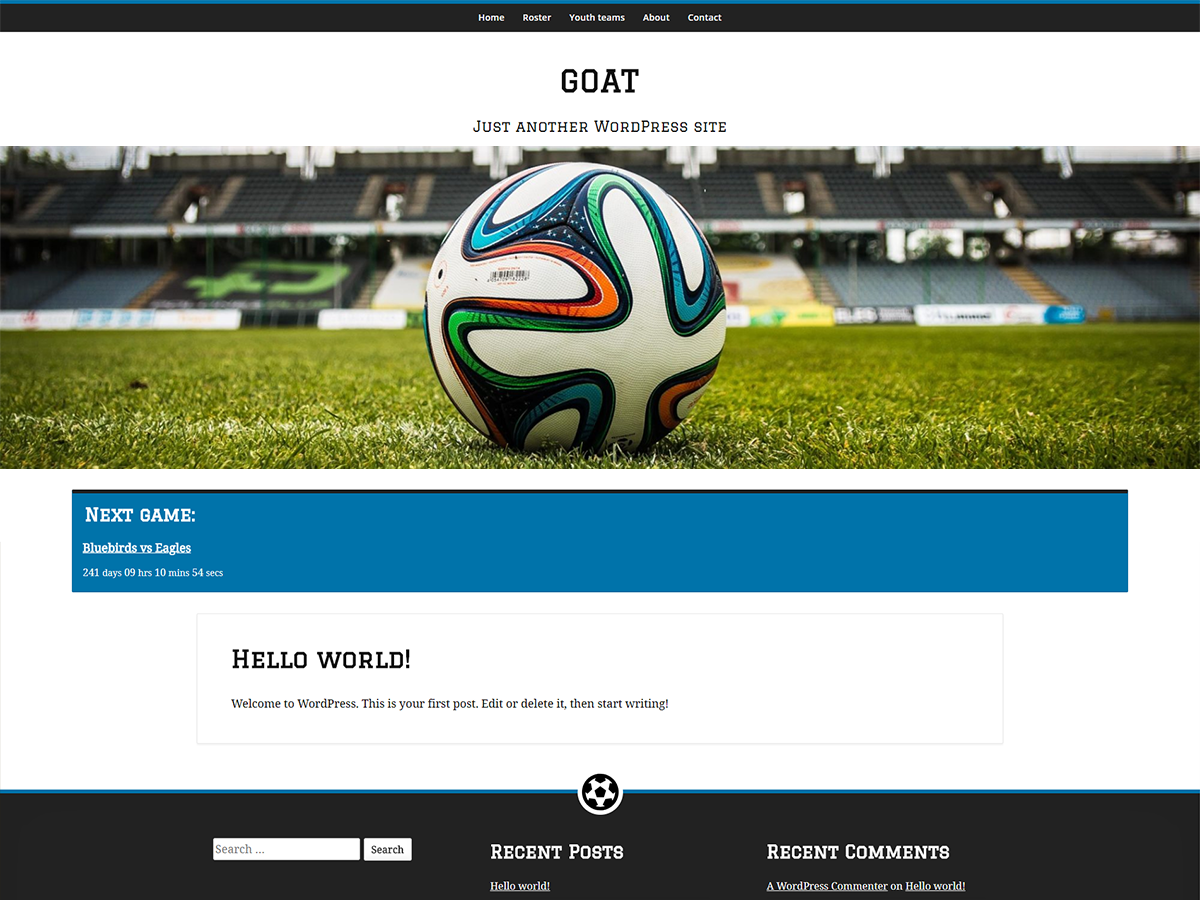 Home Roster Youth teams About Contact
GOAT
Just another WordPress site
Next game:
Bluebirds vs Eagles
241 days 09 hrs 10 mins 54 secs
Hello world!
Welcome to WordPress. This is your first post. Edit or delete it, then start writing!
Search ... Search
Recent Posts
Hello world!
Recent Comments
A WordPress Commenter on Hello world!